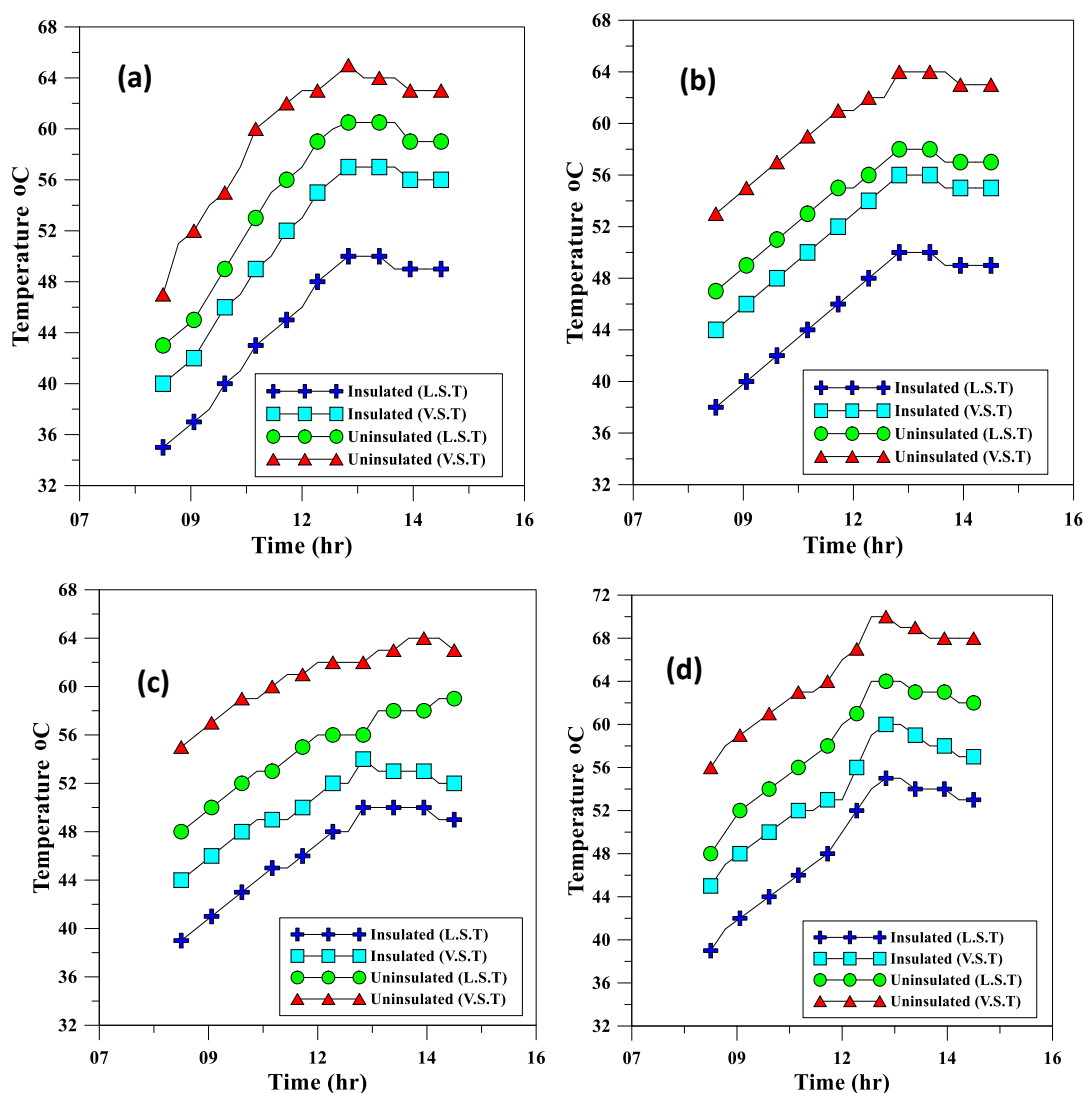 68
64
60
56
52
48
44
40
36
32
Temperature oC
(a)
Insulated (L.S.T)
Insulated (V.S.T)
Uninsulated (L.S.T)
Uninsulated (V.S.T)
07 09 12 14 16
Time (hr)
68
64
60
56
52
48
44
40
36
32
Temperature oC
(b)
Insulated (L.S.T)
Insulated (V.S.T)
Uninsulated (L.S.T)
Uninsulated (V.S.T)
07 09 12 14 16
Time (hr)
68
64
60
56
52
48
44
40
36
32
Temperature oC
(c)
Insulated (L.S.T)
Insulated (V.S.T)
Uninsulated (L.S.T)
Uninsulated (V.S.T)
07 09 12 14 16
Time (hr)
72
68
64
60
56
52
48
44
40
36
32
Temperature oC
(d)
Insulated (L.S.T)
Insulated (V.S.T)
Uninsulated (L.S.T)
Uninsulated (V.S.T)
07 09 12 14 16
Time (hr)